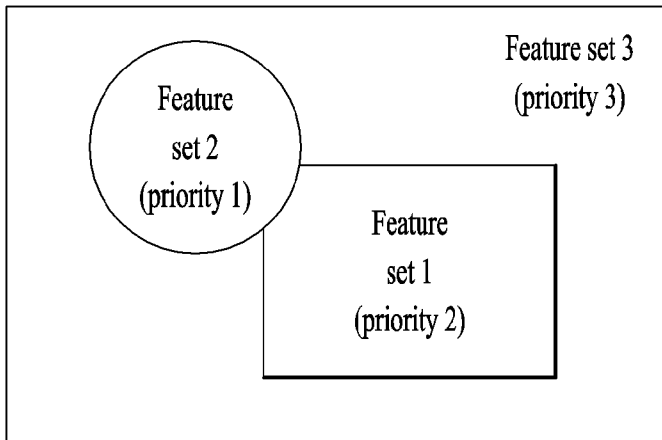 Feature set 3
(priority 3)
Feature
set 2
(priority 1)
Feature
set 1
(priority 2)